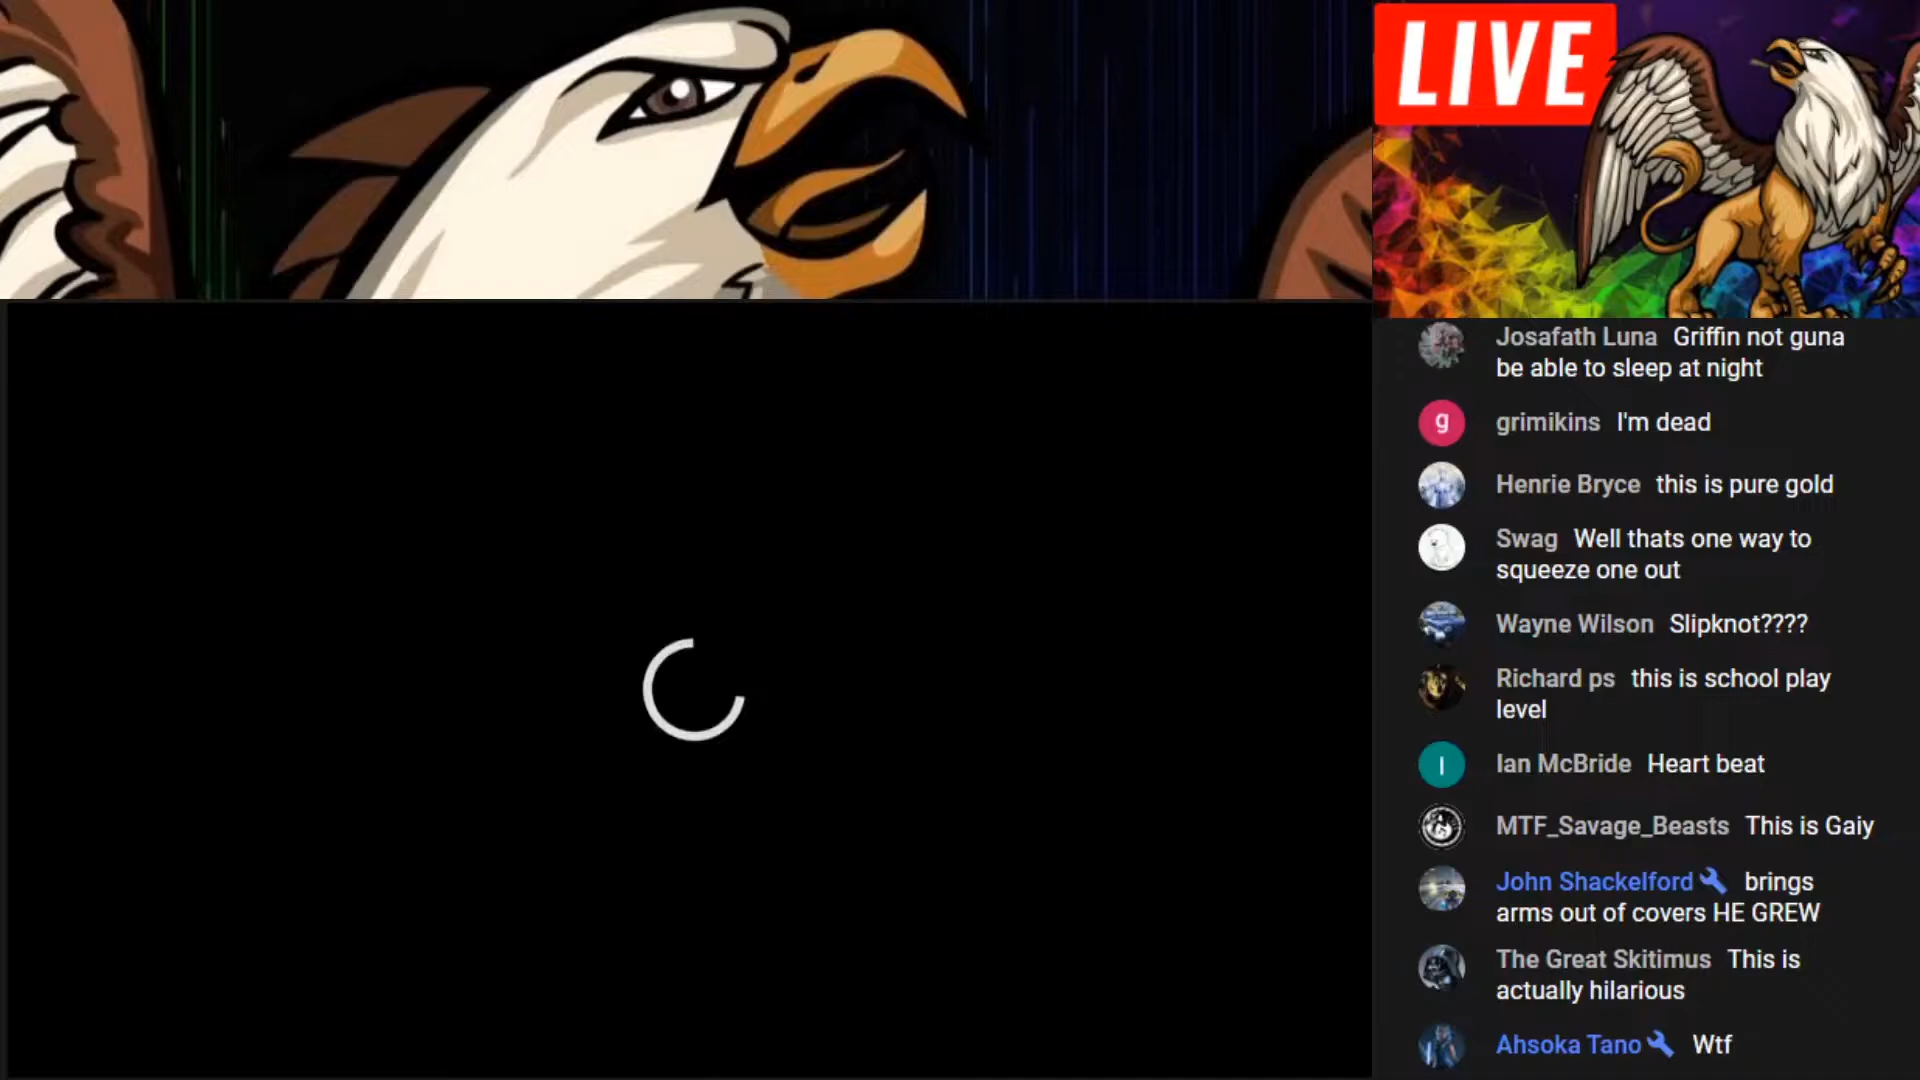 LIVE
Josafath Luna Griffin not guna
be able to sleep at night
g grimikins I'm dead
Henrie Bryce this is pure gold
Swag Well thats one way to
squeeze one out
Wayne Wilson Slipknot????
Richard ps this is school play
level
I Ian McBride Heart beat
MTF_Savage_Beasts This is Gaiy
John Shackelford brings
arms out of covers HE GREW
The Great Skitimus This is
actually hilarious
Ahsoka Tano Wtf